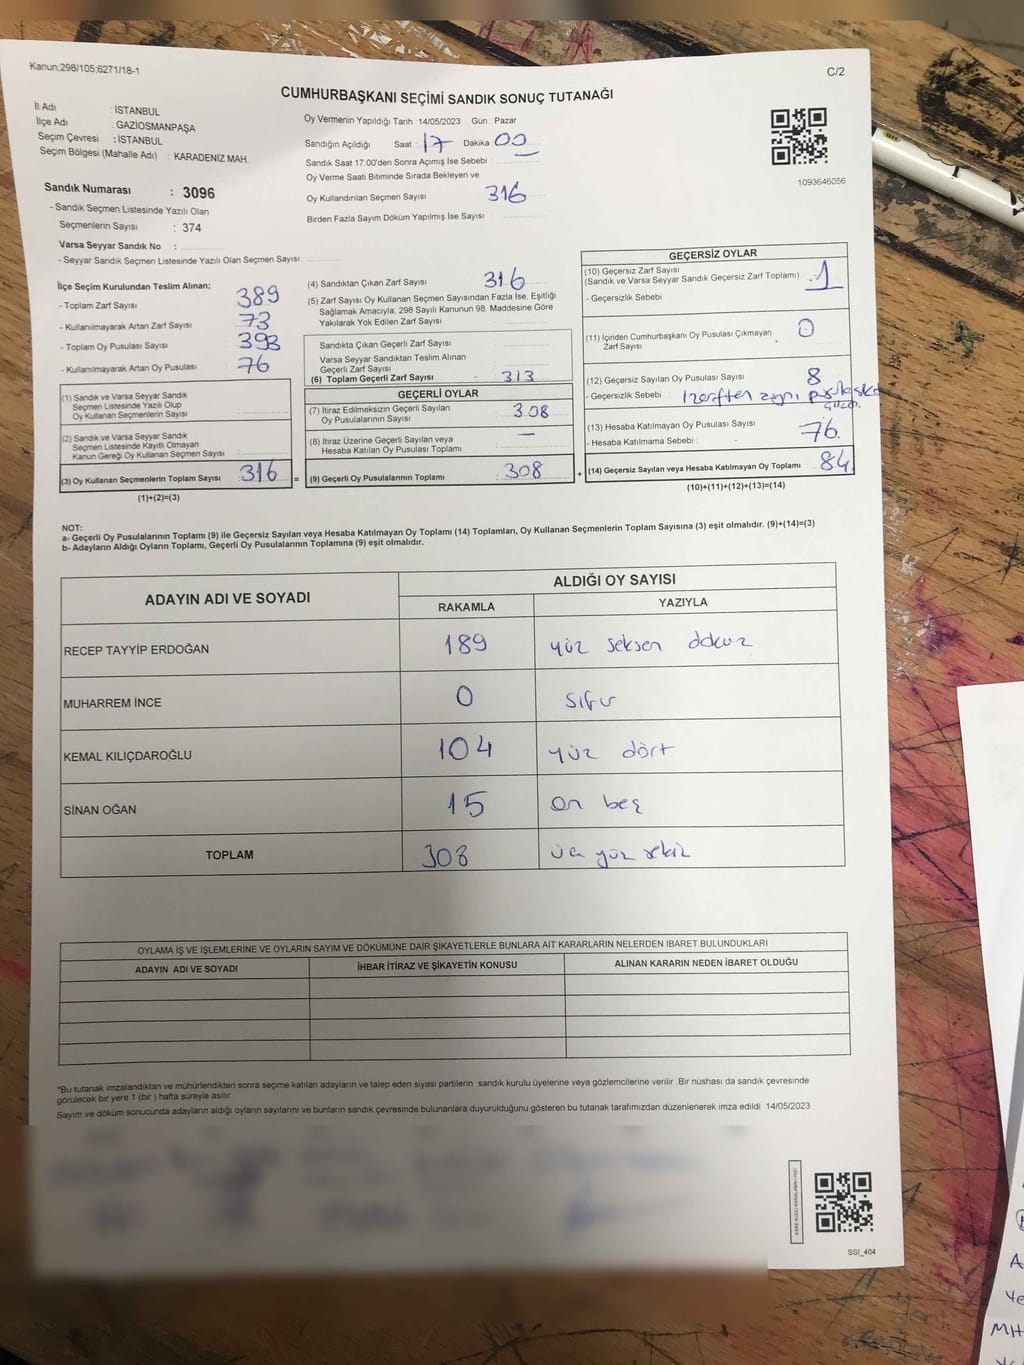 Kanun;298/105;6271/18-1
C/2
CUMHURBAŞKANI SEÇİMİ SANDIK SONUÇ TUTANAĞI
İl Adı : İSTANBUL
İlçe Adı : GAZİOSMANPAŞA
Seçim Çevresi : İSTANBUL
Seçim Bölgesi (Mahalle Adı) : KARADENİZ MAH.
Sandık Numarası : 3096
- Sandık Seçmen Listesinde Yazılı Olan
Seçmenlerin Sayısı : 374
Varsa Seyyar Sandık No :
- Seyyar Sandık Seçmen Listesinde Yazılı Olan Seçmen Sayısı:
Oy Vermenin Yapıldığı Tarih :14/05/2023 Gün : Pazar
Sandığın Açıldığı Saat : 17 Dakika : 00
Sandık Saat 17.00'den Sonra Açımış İse Sebebi :
Oy Verme Saati Bitiminde Sırada Bekleyen ve
Oy Kullandırılan Seçmen Sayısı 316
Birden Fazla Sayım Döküm Yapılmış İse Sayısı :
1093646056
İlçe Seçim Kurulundan Teslim Alınan;
- Toplam Zarf Sayısı 389
- Kullanılmayarak Artan Zarf Sayısı 73
- Toplam Oy Pusulası Sayısı 393
- Kullanılmayarak Artan Oy Pusulası 76
(1) Sandık ve Varsa Seyyar Sandık
Seçmen Listesinde Yazılı Olup
Oy Kullanan Seçmenlerin Sayısı :
(2) Sandık ve Varsa Seyyar Sandık
Seçmen Listesinde Kayıtlı Olmayan
Kanun Gereği Oy Kullanan Seçmen Sayısı :
(3) Oy Kullanan Seçmenlerin Toplam Sayısı : 316 =
(1)+(2)=(3)
(4) Sandıktan Çıkan Zarf Sayısı 316
(5) Zarf Sayısı Oy Kullanan Seçmen Sayısından Fazla İse, Eşitliği
Sağlamak Amacıyla, 298 Sayılı Kanunun 98. Maddesine Göre
Yakılarak Yok Edilen Zarf Sayısı
Sandıkta Çıkan Geçerli Zarf Sayısı
Varsa Seyyar Sandıktan Teslim Alınan
Geçerli Zarf Sayısı
(6) Toplam Geçerli Zarf Sayısı 313
GEÇERLİ OYLAR
(7) İtiraz Edilmeksizin Geçerli Sayılan
Oy Pusulalarının Sayısı : 308
(8) İtiraz Üzerine Geçerli Sayılan veya
Hesaba Katılan Oy Pusulası Toplamı : —
(9) Geçerli Oy Pusulalarının Toplamı : 308 +
GEÇERSİZ OYLAR
(10) Geçersiz Zarf Sayısı
(Sandık ve Varsa Seyyar Sandık Geçersiz Zarf Toplamı) 1
- Geçersizlik Sebebi :
(11) İçinden Cumhurbaşkanı Oy Pusulası Çıkmayan
Zarf Sayısı 0
(12) Geçersiz Sayılan Oy Pusulası Sayısı 8
- Geçersizlik Sebebi : aynı
(13) Hesaba Katılmayan Oy Pusulası Sayısı 76.
- Hesaba Katılmama Sebebi :
(14) Geçersiz Sayılan veya Hesaba Katılmayan Oy Toplamı : 84
(10)+(11)+(12)+(13)=(14)
NOT:
a- Geçerli Oy Pusulalarının Toplamı (9) ile Geçersiz Sayılan veya Hesaba Katılmayan Oy Toplamı (14) Toplamları, Oy Kullanan Seçmenlerin Toplam Sayısına (3) eşit olmalıdır. (9)+(14)=(3)
b- Adayların Aldığı Oyların Toplamı, Geçerli Oy Pusulalarının Toplamına (9) eşit olmalıdır.
ADAYIN ADI VE SOYADI
ALDIĞI OY SAYISI
RAKAMLA YAZIYLA
RECEP TAYYİP ERDOĞAN 189 yüz seksen dokuz
MUHARREM İNCE 0 sıfır
KEMAL KILIÇDAROĞLU 104 yüz dört
SİNAN OĞAN 15 on beş
TOPLAM 308 üç yüz sekiz
OYLAMA İŞ VE İŞLEMLERİNE VE OYLARIN SAYIM VE DÖKÜMÜNE DAİR ŞİKAYETLERLE BUNLARA AİT KARARLARIN NELERDEN İBARET BULUNDUKLARI
ADAYIN ADI VE SOYADI İHBAR İTİRAZ VE ŞİKAYETİN KONUSU ALINAN KARARIN NEDEN İBARET OLDUĞU
*Bu tutanak imzalandıktan ve mühürlendikten sonra seçime katılan adayların ve talep eden siyasi partilerin sandık kurulu üyelerine veya gözlemcilerine verilir. Bir nüshası da sandık çevresinde
görülecek bir yere 1 (bir ) hafta süreyle asılır
Sayım ve döküm sonucunda adayların aldığı oyların sayılarını ve bunların sandık çevresinde bulunanlara duyurulduğunu gösteren bu tutanak tarafımızdan düzenlenerek imza edildi. 14/05/2023
SSI_404
MH